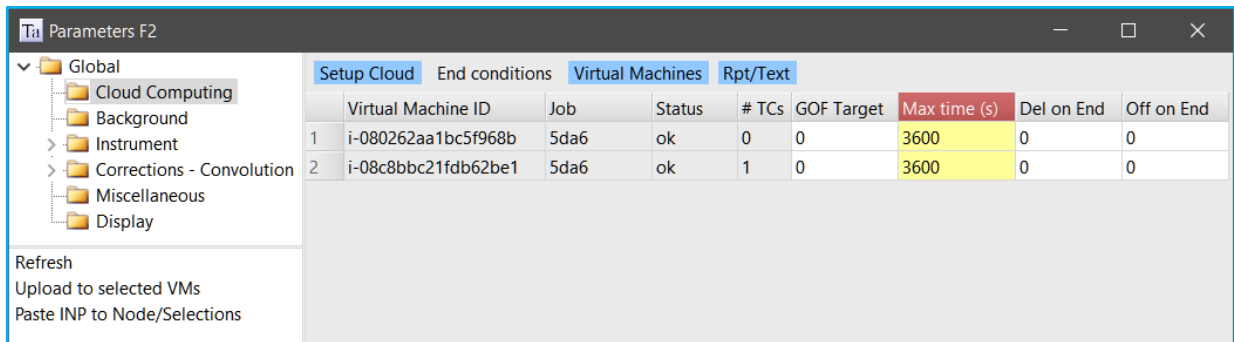 Ta Parameters F2
Global
Cloud Computing
Background
Instrument
Corrections - Convolution
Miscellaneous
Display
Refresh
Upload to selected VMs
Paste INP to Node/Selections
Setup Cloud End conditions Virtual Machines Rpt/Text
Virtual Machine ID Job Status # TCs GOF Target Max time (s) Del on End Off on End
1 i-080262aa1bc5f968b 5da6 ok 0 0 3600 0 0
2 i-08c8bbc21fdb62be1 5da6 ok 1 0 3600 0 0